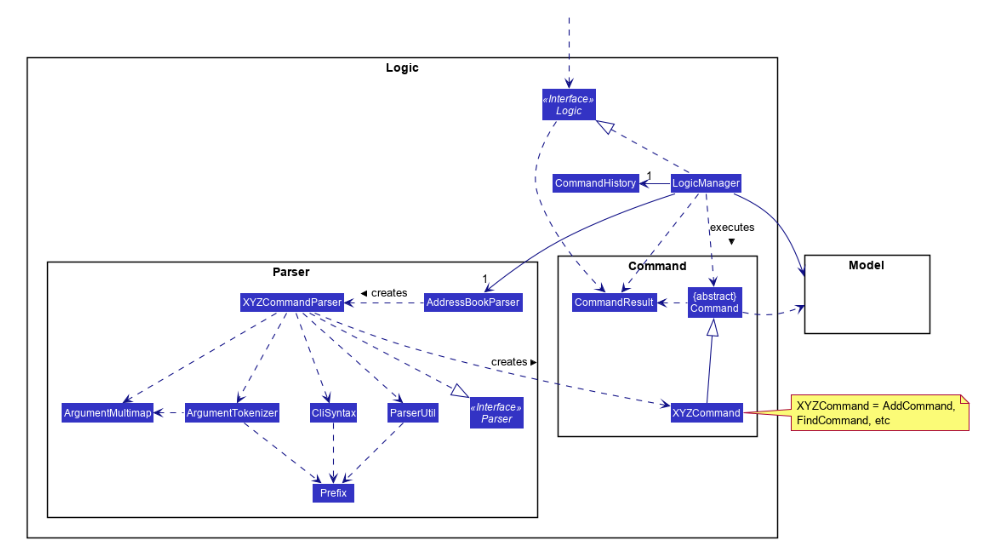 Logic
«Interface»
Logic
CommandHistory
1
LogicManager
executes
▼
Parser
Command
Model
1
◄ creates
XYZCommandParser
AddressBookParser
CommandResult
{abstract}
Command
creates ►
ArgumentMultimap
ArgumentTokenizer
CliSyntax
ParserUtil
«Interface»
Parser
XYZCommand
XYZCommand = AddCommand,
FindCommand, etc
Prefix